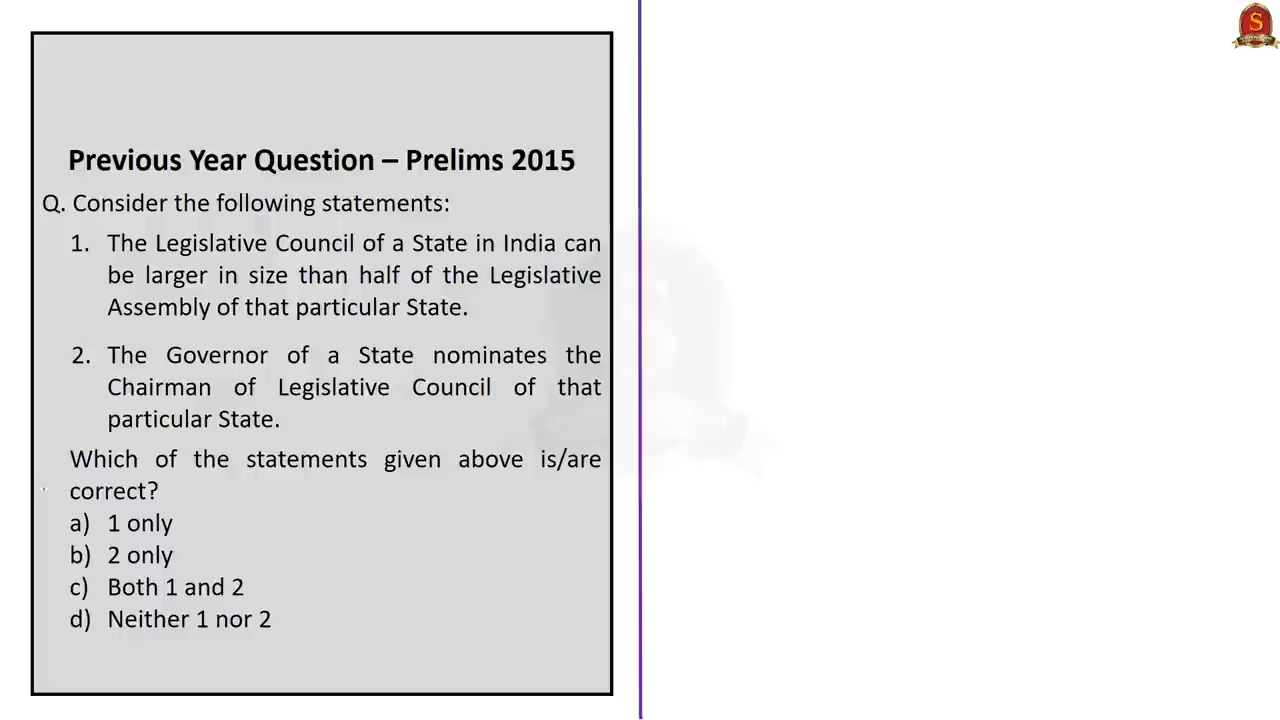 Previous Year Question – Prelims 2015
Q. Consider the following statements:
1. The Legislative Council of a State in India can
be larger in size than half of the Legislative
Assembly of that particular State.
2. The Governor of a State nominates the
Chairman of Legislative Council of that
particular State.
Which of the statements given above is/are
correct?
a) 1 only
b) 2 only
c) Both 1 and 2
d) Neither 1 nor 2
S